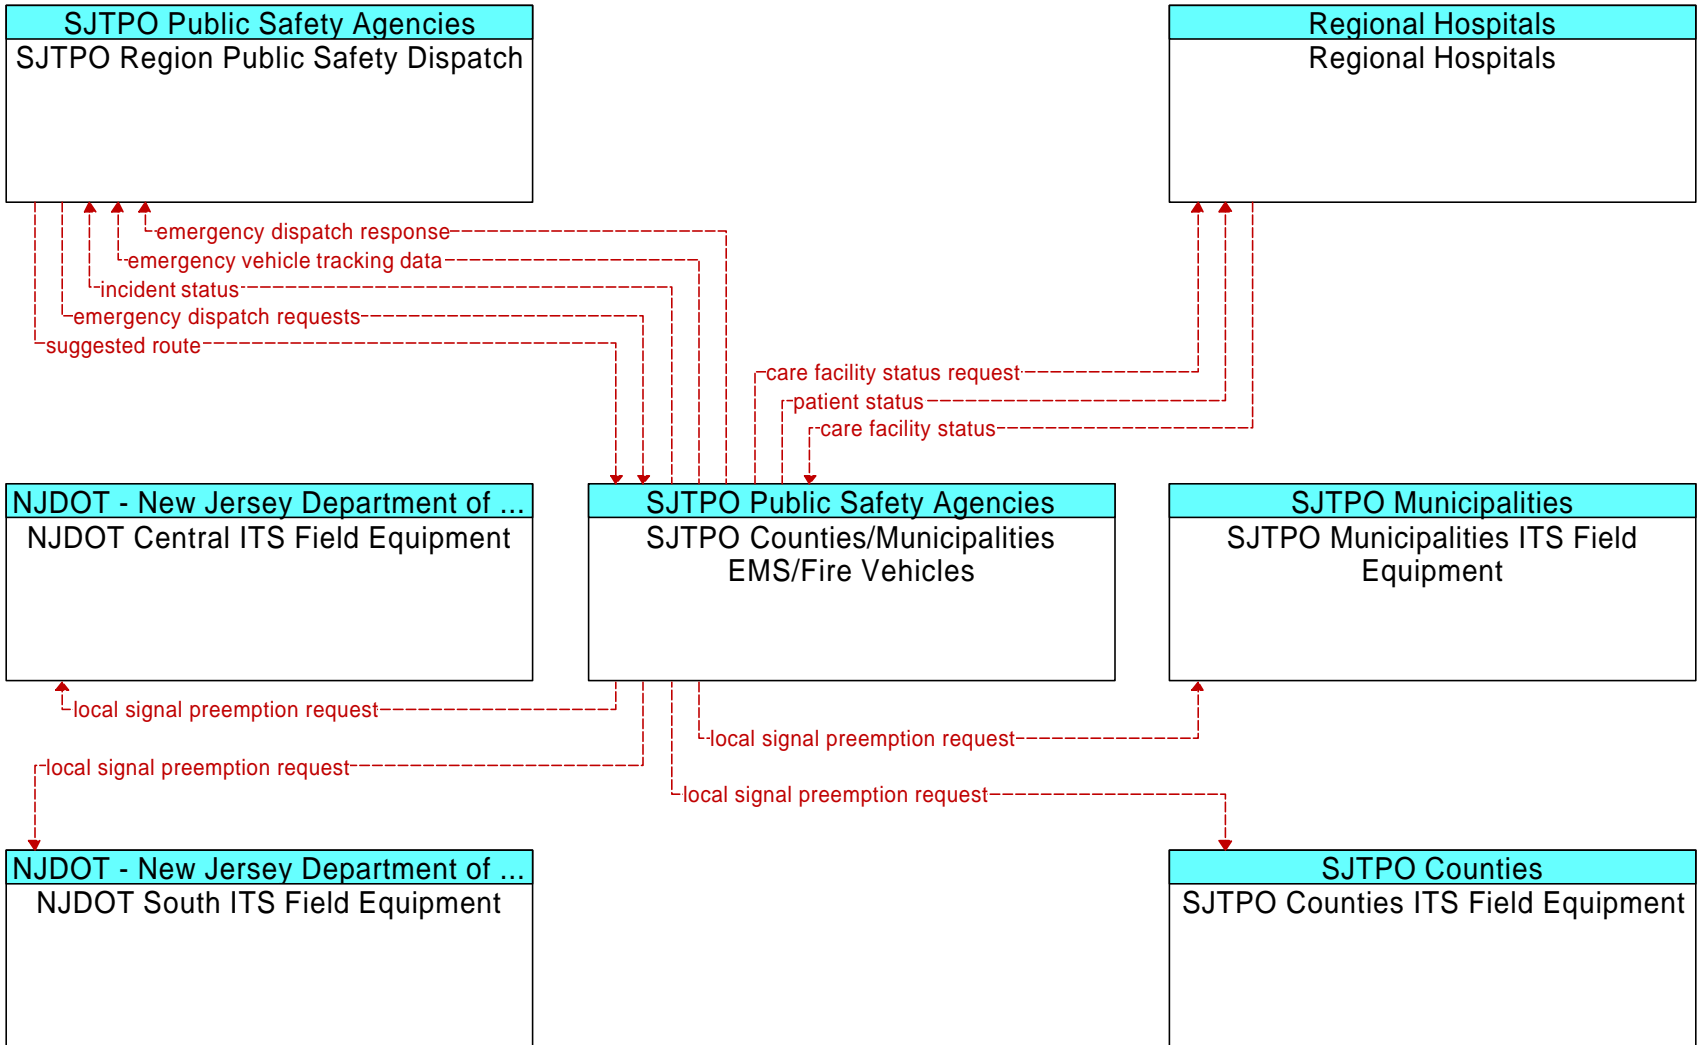 SJTPO Public Safety Agencies
SJTPO Region Public Safety Dispatch
Regional Hospitals
Regional Hospitals
emergency dispatch response
emergency vehicle tracking data
incident status
emergency dispatch requests
suggested route
care facility status request
patient status
care facility status
NJDOT - New Jersey Department of ...
NJDOT Central ITS Field Equipment
SJTPO Public Safety Agencies
SJTPO Counties/Municipalities
EMS/Fire Vehicles
SJTPO Municipalities
SJTPO Municipalities ITS Field
Equipment
local signal preemption request
local signal preemption request
local signal preemption request
local signal preemption request
NJDOT - New Jersey Department of ...
NJDOT South ITS Field Equipment
SJTPO Counties
SJTPO Counties ITS Field Equipment